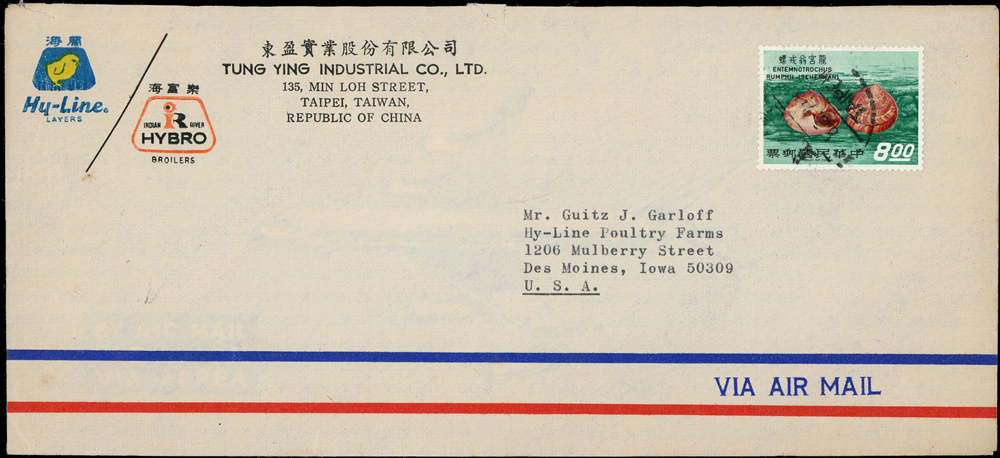 海蘭
Hy-Line®
LAYERS
海富樂
INDIAN RIVER
HYBRO
BROILERS
東盈實業股份有限公司
TUNG YING INDUSTRIAL CO., LTD.
135, MIN LOH STREET,
TAIPEI, TAIWAN,
REPUBLIC OF CHINA
螺戎翁宮龍
ENTEMNOTROCHUS
RUMPHII (SCHEPMAN)
票郵國民華中
8.00
Mr. Guitz J. Garloff
Hy-Line Poultry Farms
1206 Mulberry Street
Des Moines, Iowa 50309
U. S. A.
VIA AIR MAIL